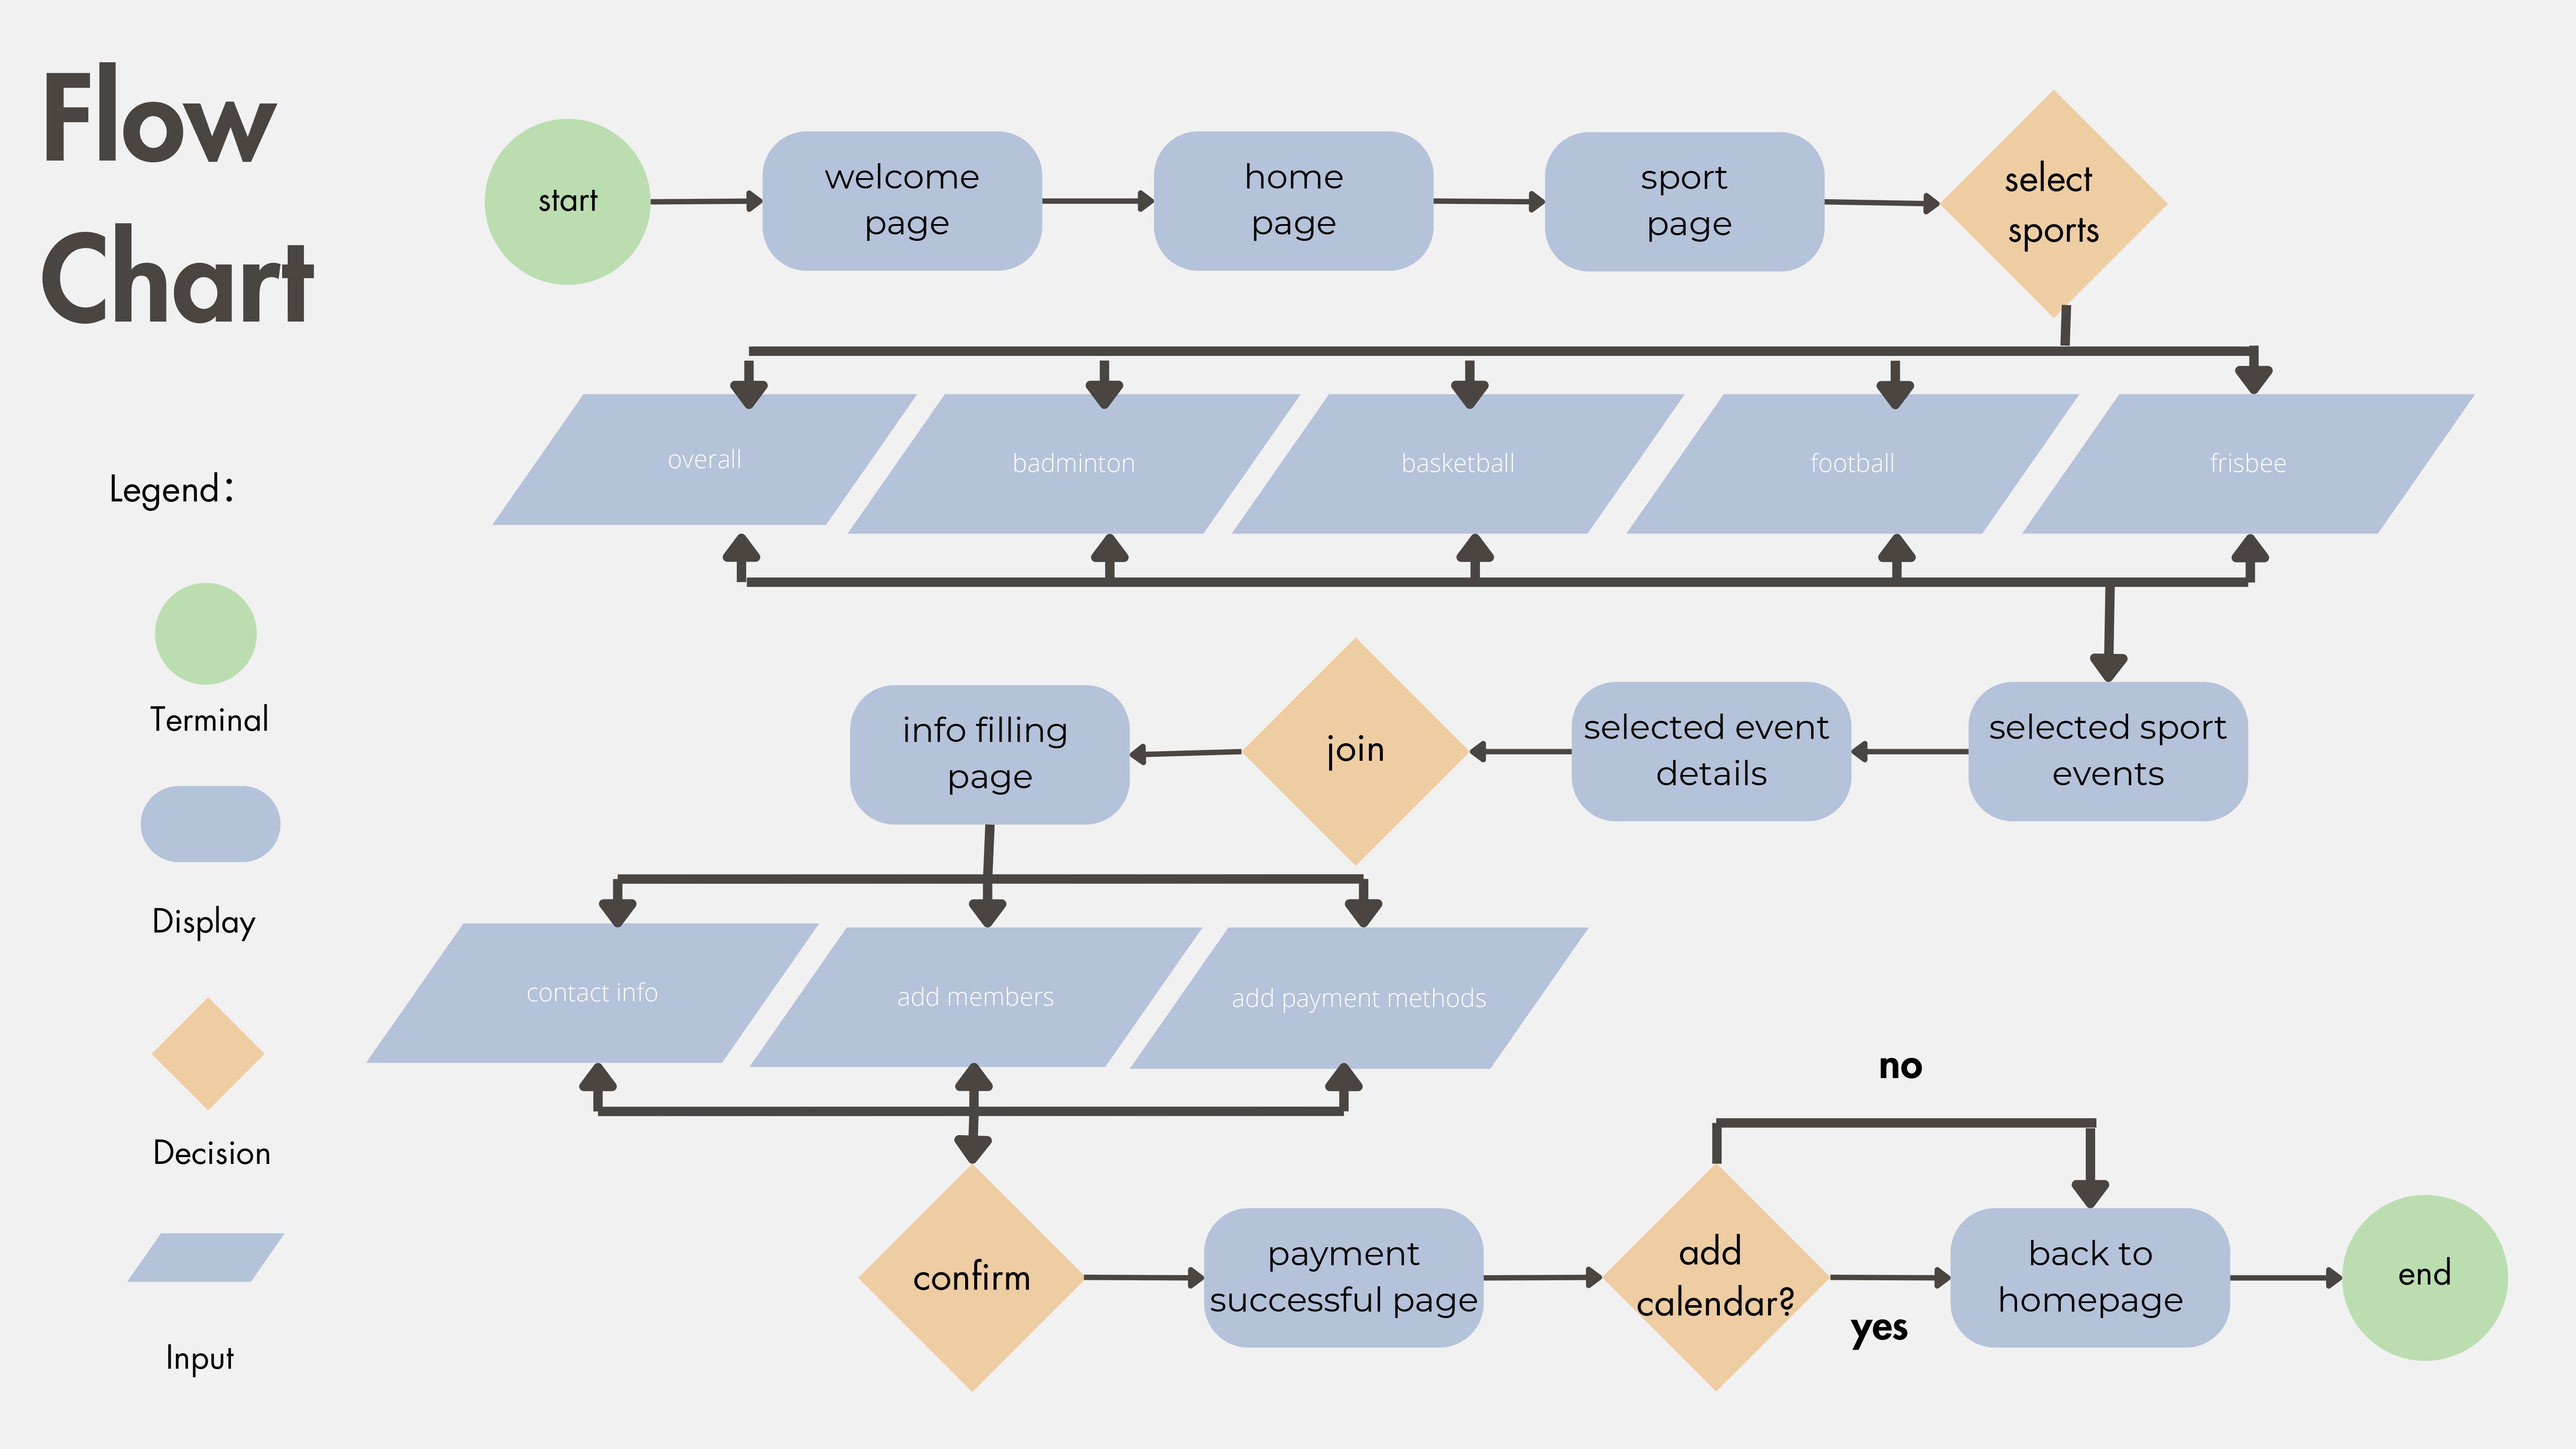 Flow
Chart
start
welcome
page
home
page
sport
page
select
sports
overall
badminton
basketball
football
frisbee
Legend:
Terminal
Display
Decision
Input
info filling
page
join
selected event
details
selected sport
events
contact info
add members
add payment methods
no
confirm
payment
successful page
add
calendar?
yes
back to
homepage
end